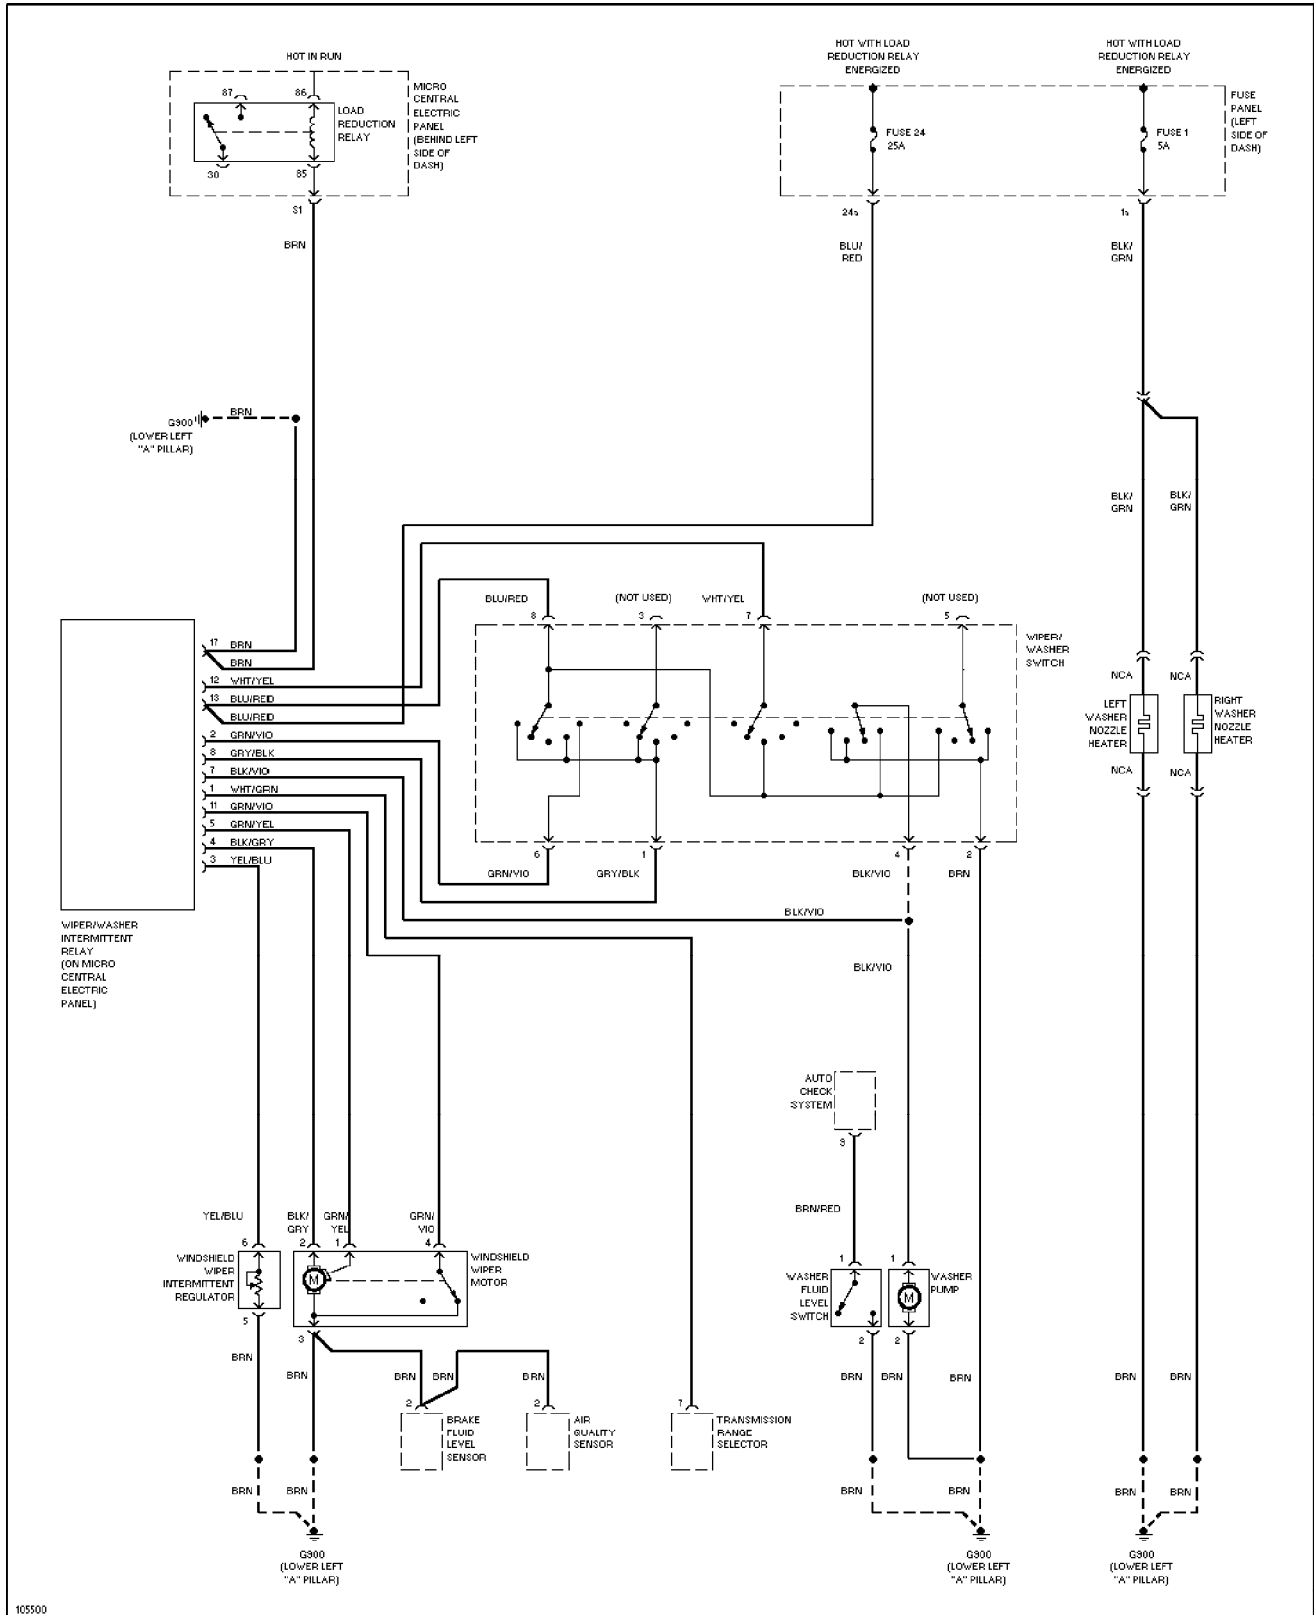 HOT IN RUN
HOT WITH LOAD
REDUCTION RELAY
ENERGIZED
HOT WITH LOAD
REDUCTION RELAY
ENERGIZED
87
86
LOAD
REDUCTION
RELAY
30
85
MICRO
CENTRAL
ELECTRIC
PANEL
(BEHIND LEFT
SIDE OF
DASH)
FUSE 24
25A
FUSE 1
5A
FUSE
PANEL
(LEFT
SIDE OF
DASH)
S1
BRN
24b
BLU/
RED
1b
BLK/
GRN
BRN
G900
(LOWER LEFT
"A" PILLAR)
BLK/
GRN
BLK/
GRN
BLU/RED
8
(NOT USED)
3
WHT/YEL
7
(NOT USED)
5
WIPER/
WASHER
SWITCH
17 BRN
BRN
12 WHT/YEL
13 BLU/RED
BLU/RED
2 GRN/VIO
8 GRY/BLK
7 BLK/VIO
1 WHT/GRN
11 GRN/VIO
5 GRN/YEL
4 BLK/GRY
3 YEL/BLU
NCA
NCA
LEFT
WASHER
NOZZLE
HEATER
RIGHT
WASHER
NOZZLE
HEATER
NCA
NCA
6
GRN/VIO
1
GRY/BLK
4
BLK/VIO
2
BRN
BLK/VIO
WIPER/WASHER
INTERMITTENT
RELAY
(ON MICRO
CENTRAL
ELECTRIC
PANEL)
BLK/VIO
AUTO
CHECK
SYSTEM
9
BRN/RED
YEL/BLU
BLK/
GRY
GRN/
YEL
GRN/
VIO
6
2
1
4
1
1
WINDSHIELD
WIPER
INTERMITTENT
REGULATOR
M
WINDSHIELD
WIPER
MOTOR
WASHER
FLUID
LEVEL
SWITCH
M
WASHER
PUMP
5
3
2
2
BRN
BRN
BRN
BRN
BRN
BRN
BRN
BRN
BRN
BRN
2
2
7
BRAKE
FLUID
LEVEL
SENSOR
AIR
QUALITY
SENSOR
TRANSMISSION
RANGE
SELECTOR
BRN
BRN
BRN
BRN
BRN
BRN
G900
(LOWER LEFT
"A" PILLAR)
G900
(LOWER LEFT
"A" PILLAR)
G900
(LOWER LEFT
"A" PILLAR)
105500